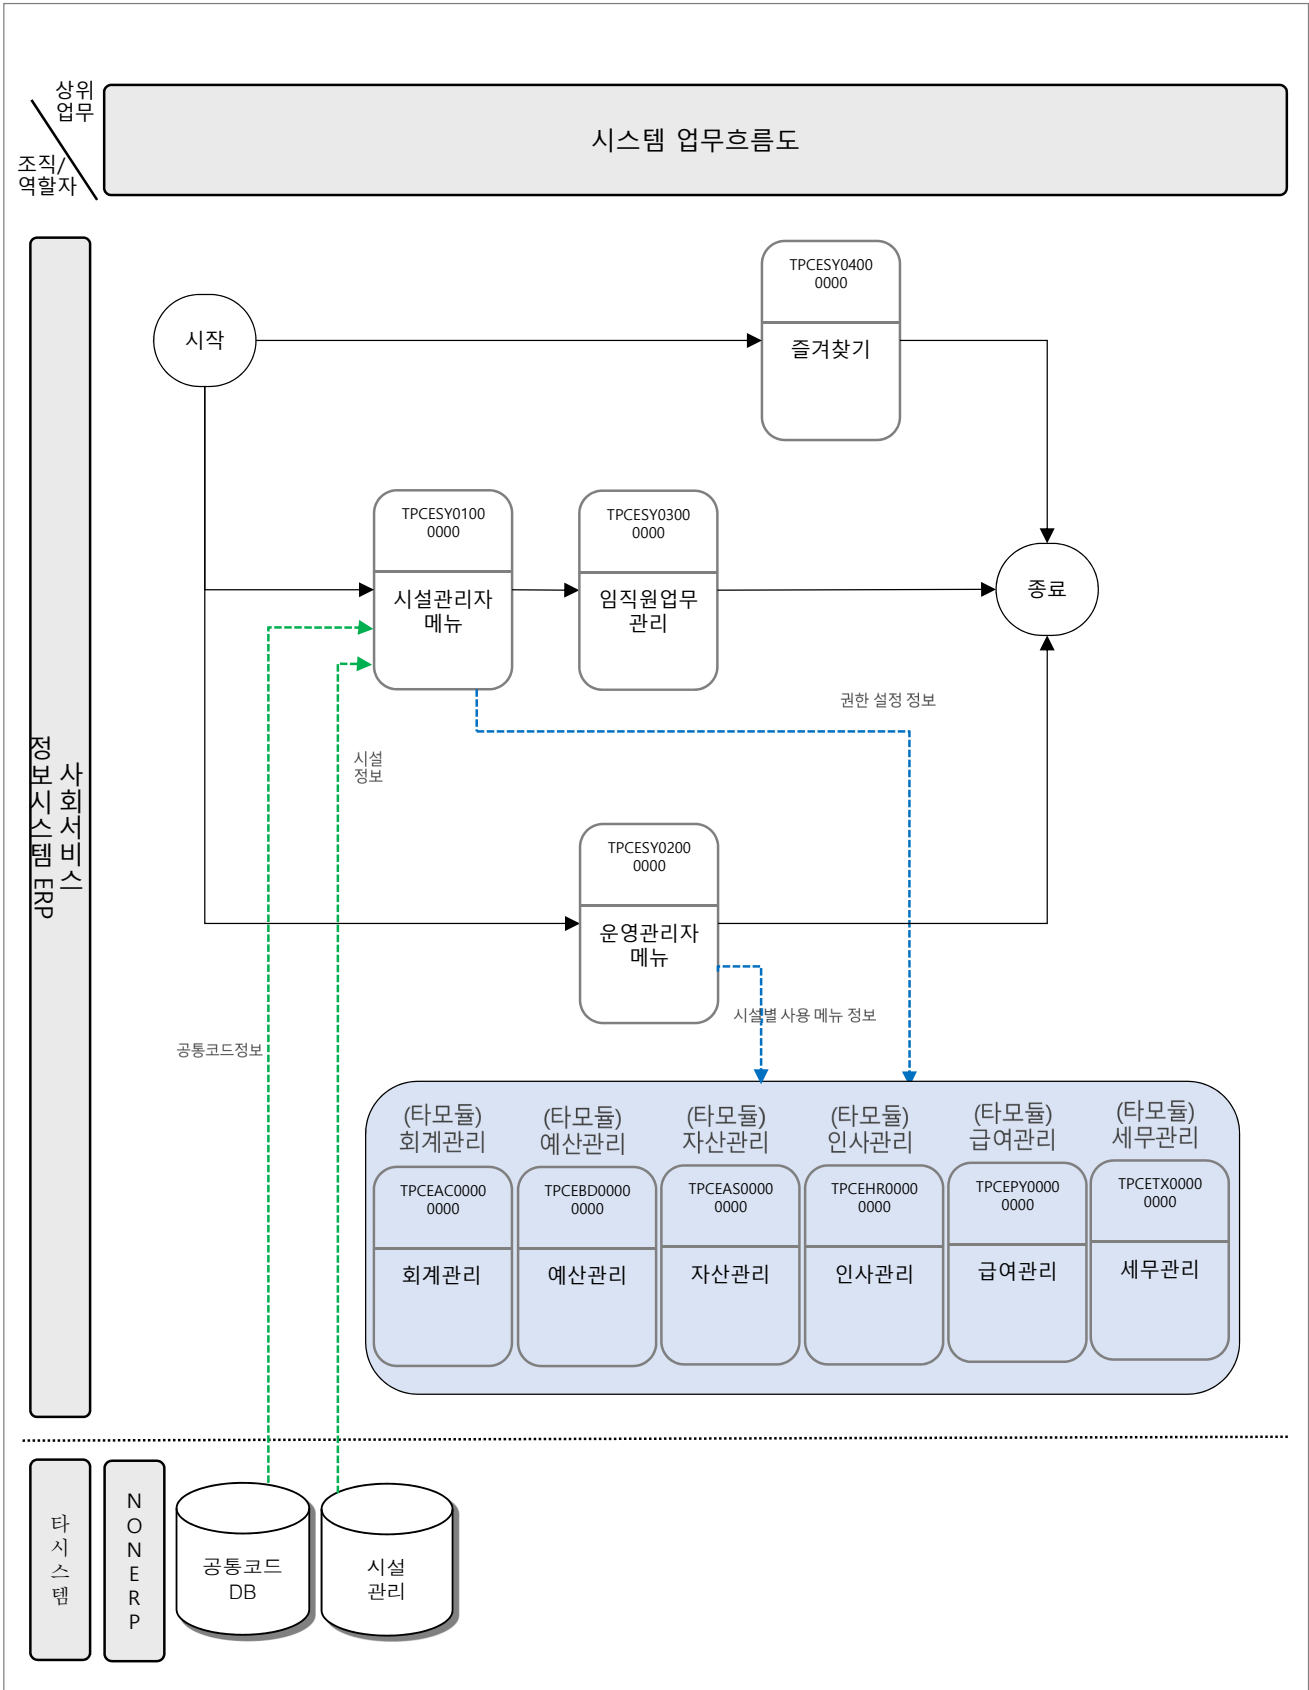 상위
업무
조직/
역할자
시스템 업무흐름도
사회서비스
정보시스템 ERP
TPCESY0400
0000
즐겨찾기
시작
TPCESY0100
0000
시설관리자
메뉴
TPCESY0300
0000
임직원업무
관리
종료
권한 설정 정보
시설
정보
TPCESY0200
0000
운영관리자
메뉴
시설별 사용 메뉴 정보
공통코드정보
(타모듈)
회계관리
(타모듈)
예산관리
(타모듈)
자산관리
(타모듈)
인사관리
(타모듈)
급여관리
(타모듈)
세무관리
TPCEAC0000
0000
회계관리
TPCEBD0000
0000
예산관리
TPCEAS0000
0000
자산관리
TPCEHR0000
0000
인사관리
TPCEPY0000
0000
급여관리
TPCETX0000
0000
세무관리
타
시
스
템
N
O
N
E
R
P
공통코드
DB
시설
관리